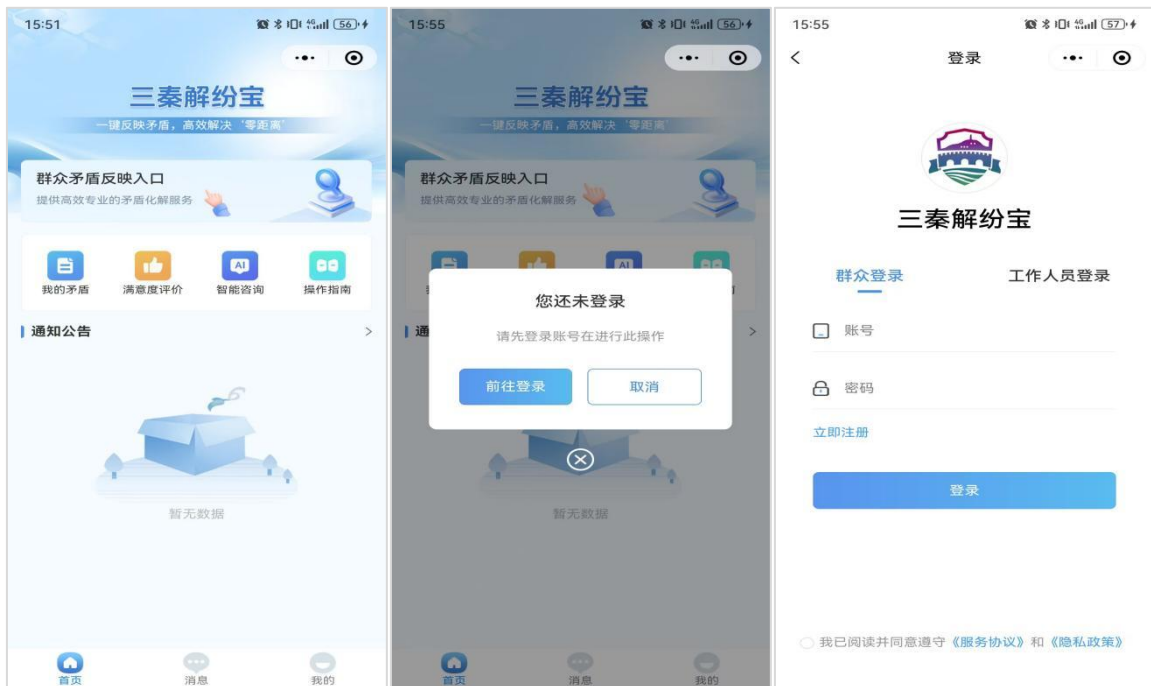 15:51
4G
56
三秦解纷宝
一键反映矛盾，高效解决‘零距离’
群众矛盾反映入口
提供高效专业的矛盾化解服务
AI
我的矛盾
满意度评价
智能咨询
操作指南
通知公告
>
暂无数据
首页
消息
我的
15:55
4G
56
三秦解纷宝
一键反映矛盾，高效解决‘零距离’
群众矛盾反映入口
提供高效专业的矛盾化解服务
AI
通
>
您还未登录
请先登录账号在进行此操作
前往登录
取消
暂无数据
首页
消息
我的
15:55
4G
57
登录
三秦解纷宝
群众登录
工作人员登录
账号
密码
立即注册
登录
我已阅读并同意遵守《服务协议》和《隐私政策》